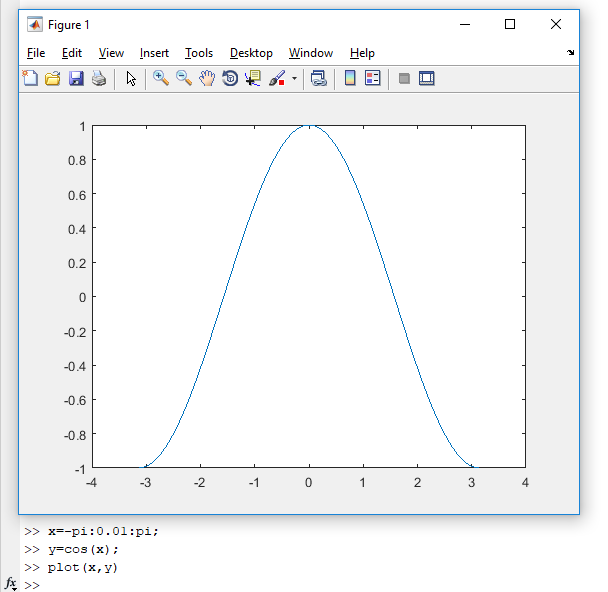 Figure 1
File Edit View Insert Tools Desktop Window Help
1
0.8
0.6
0.4
0.2
0
-0.2
-0.4
-0.6
-0.8
-1
-4 -3 -2 -1 0 1 2 3 4
>> x=-pi:0.01:pi;
>> y=cos(x);
>> plot(x,y)
fx >>